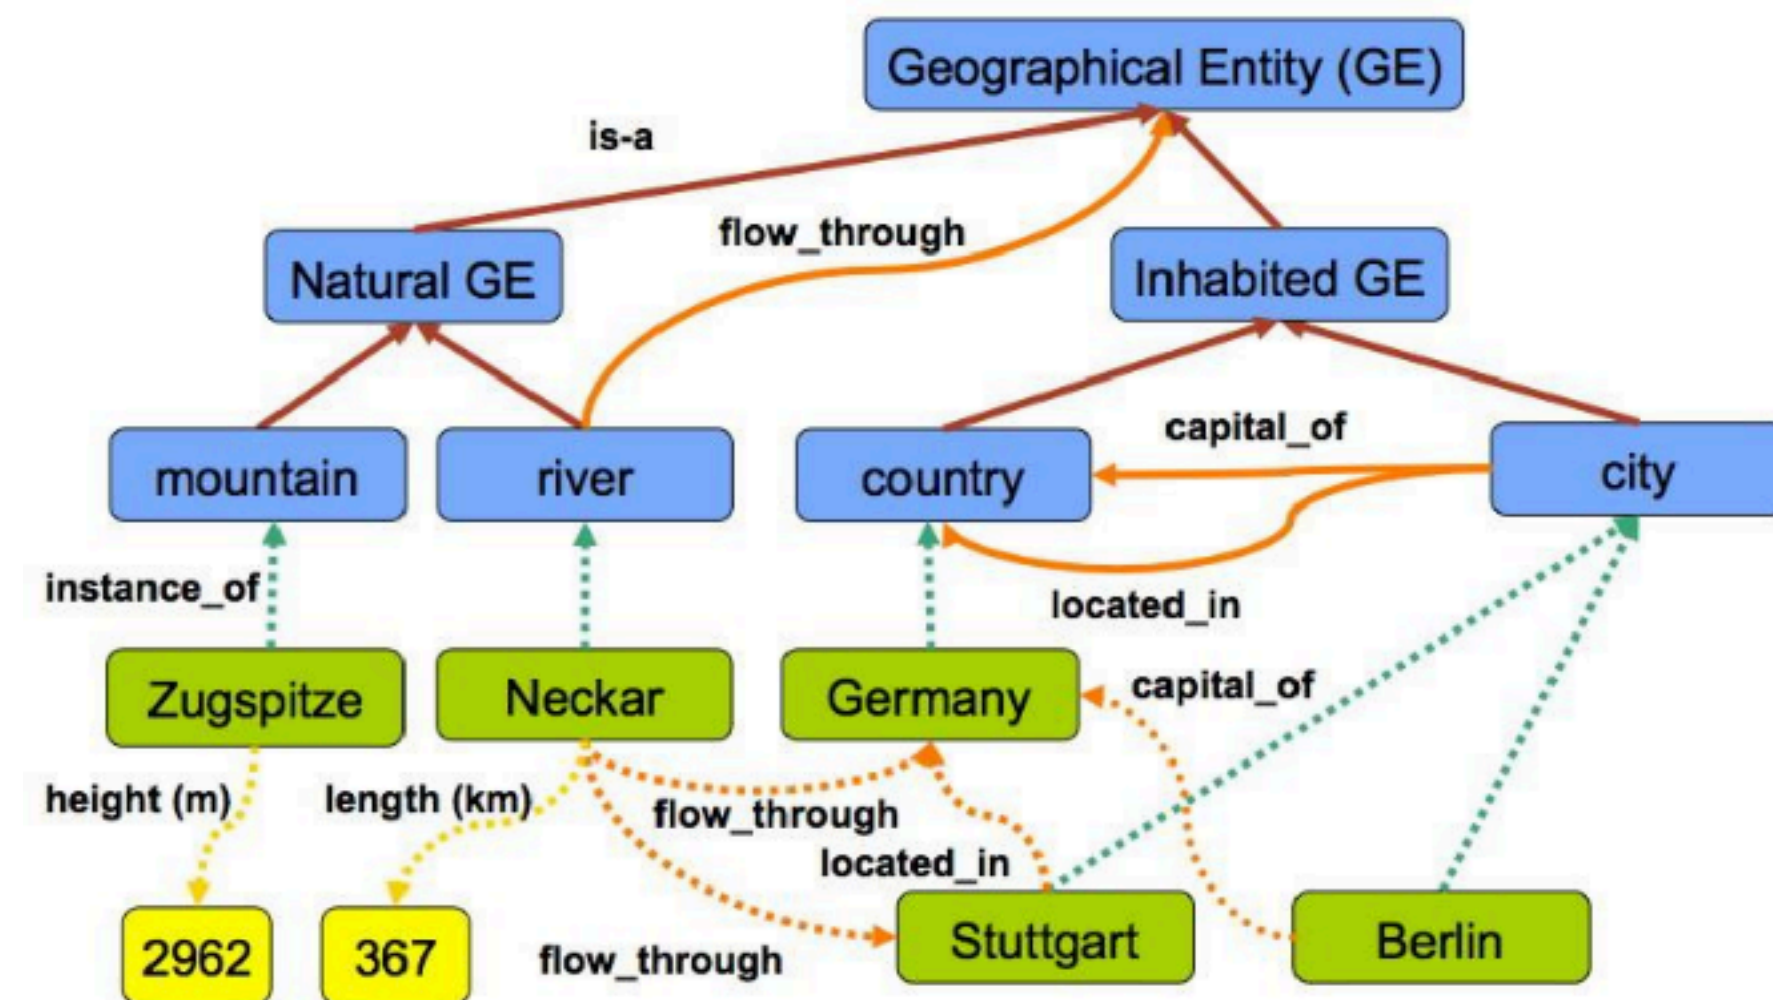 Geographical Entity (GE)
is-a
flow_through
Natural GE
Inhabited GE
capital_of
mountain
river
country
city
instance_of
located_in
Zugspitze
Neckar
Germany
capital_of
height (m)
length (km)
flow_through
located_in
2962
367
flow_through
Stuttgart
Berlin